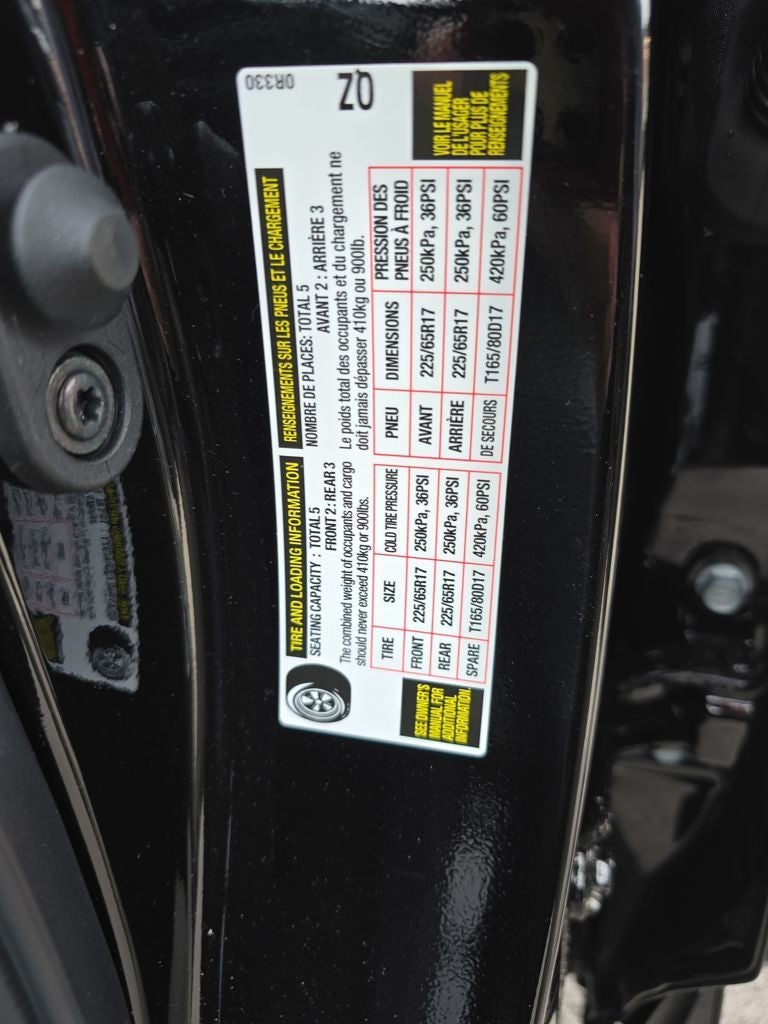 TIRE AND LOADING INFORMATION
SEATING CAPACITY : TOTAL 5
FRONT 2: REAR 3
The combined weight of occupants and cargo
should never exceed 410kg or 900lbs.
TIRE SIZE COLD TIRE PRESSURE
FRONT 225/65R17 250kPa, 36PSI
REAR 225/65R17 250kPa, 36PSI
SPARE T165/80D17 420kPa, 60PSI
SEE OWNER'S
MANUAL FOR
ADDITIONAL
INFORMATION.
RENSEIGNEMENTS SUR LES PNEUS ET LE CHARGEMENT
NOMBRE DE PLACES: TOTAL 5
AVANT 2 : ARRIÈRE 3
Le poids total des occupants et du chargement ne
doit jamais dépasser 410kg ou 900lb.
PNEU DIMENSIONS PRESSION DES
PNEUS À FROID
AVANT 225/65R17 250kPa, 36PSI
ARRIÈRE 225/65R17 250kPa, 36PSI
DE SECOURS T165/80D17 420kPa, 60PSI
VOIR LE MANUEL
DE L'USAGER
POUR PLUS DE
RENSEIGNEMENTS
0R330
QZ